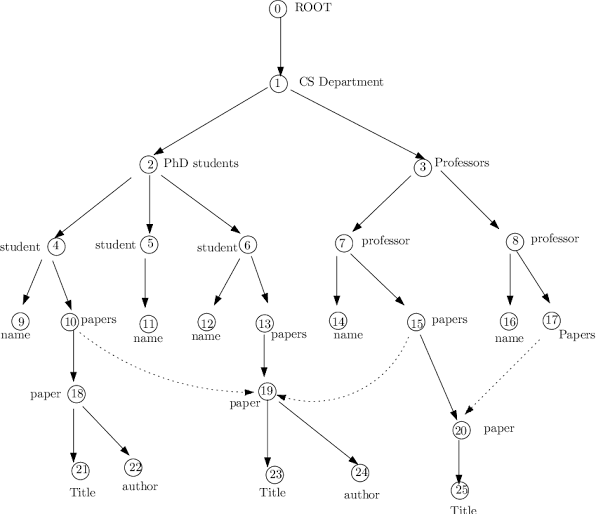 0 ROOT
1 CS Department
2 PhD students
3 Professors
student 4
student 5
student 6
7 professor
8 professor
9
name
10 papers
11
name
12
name
13
papers
14
name
15 papers
16
name
17
Papers
paper 18
19
paper
20 paper
21
Title
22
author
23
Title
24
author
25
Title